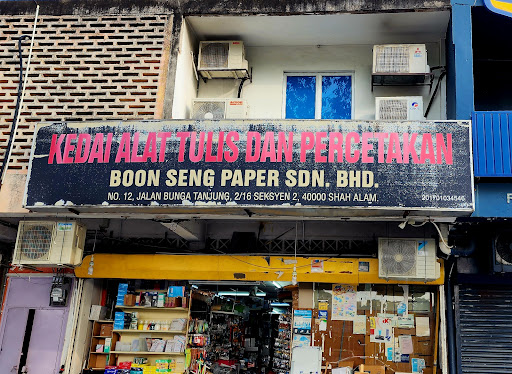 KEDAI ALAT TULIS DAN PERCETAKAN
BOON SENG PAPER SDN. BHD.
NO. 12, JALAN BUNGA TANJUNG, 2/16 SEKSYEN 2, 40000 SHAH ALAM.
201701034545